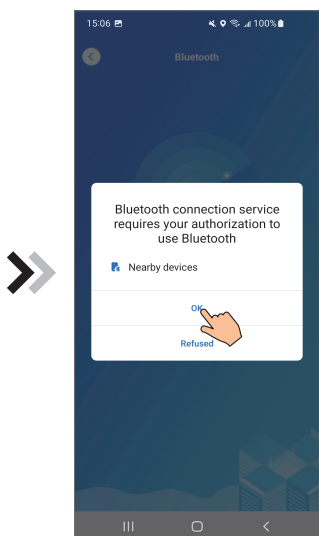 15:06 100%
Bluetooth
Bluetooth connection service
requires your authorization to
use Bluetooth
Nearby devices
OK
Refused